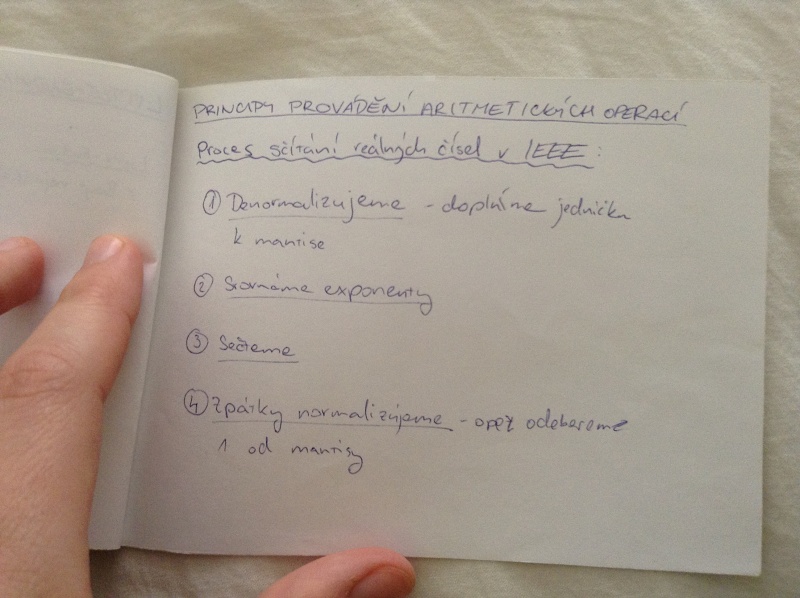 PRINCIPY PROVÁDĚNÍ ARITMETICKÝCH OPERACÍ
Proces sčítání reálných čísel v IEEE:
① Denormalizujeme - doplníme jedničku
k mantise
② Srovnáme exponenty
③ Sečteme
④ Zpátky normalizujeme - opět odebereme
1 od mantisy